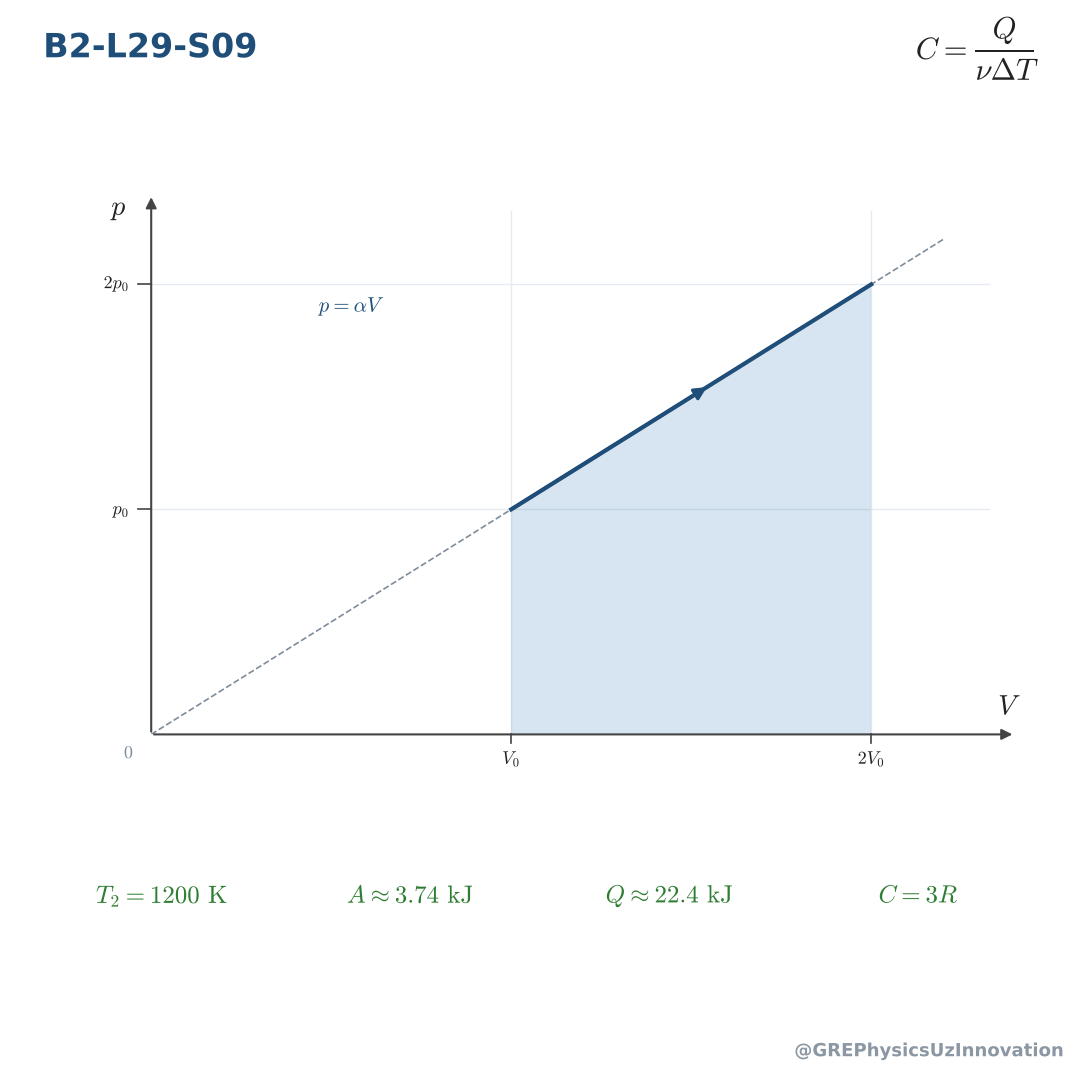 B2-L29-S09
C = Q / νΔT
p
2p₀
p = αV
p₀
V
0
V₀
2V₀
T₂ = 1200 K
A ≈ 3.74 kJ
Q ≈ 22.4 kJ
C = 3R
@GREPhysicsUzInnovation